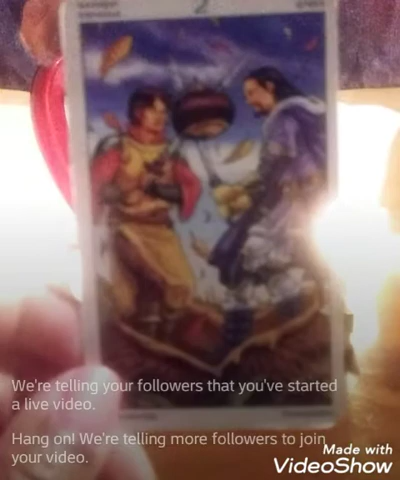 2
We're telling your followers that you've started
a live video.
Hang on! We're telling more followers to join
your video.
Made with
VideoShow